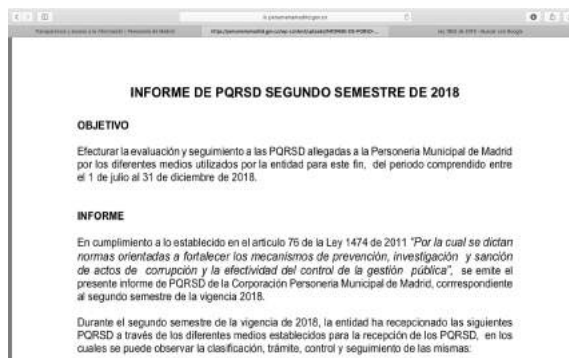 personeriamadrid.gov.co
INFORME DE PQRSD SEGUNDO SEMESTRE DE 2018
OBJETIVO
Efecturar la evaluación y seguimiento a las PQRSD allegadas a la Personería Municipal de Madrid
por los diferentes medios utilizados por la entidad para este fin, del periodo comprendido entre
el 1 de julio al 31 de diciembre de 2018.
INFORME
En cumplimiento a lo establecido en el artículo 76 de la Ley 1474 de 2011 "Por la cual se dictan
normas orientadas a fortalecer los mecanismos de prevención, investigación y sanción
de actos de corrupción y la efectividad del control de la gestión pública", se emite el
presente informe de PQRSD de la Corporación Personería Municipal de Madrid, correspondiente
al segundo semestre de la vigencia 2018.
Durante el segundo semestre de la vigencia de 2018, la entidad ha recepcionado las siguientes
PQRSD a través de los diferentes medios establecidos para la recepción de los PQRSD, en los
cuales se puede observar la clasificación, trámite, control y seguimiento de las mismas: